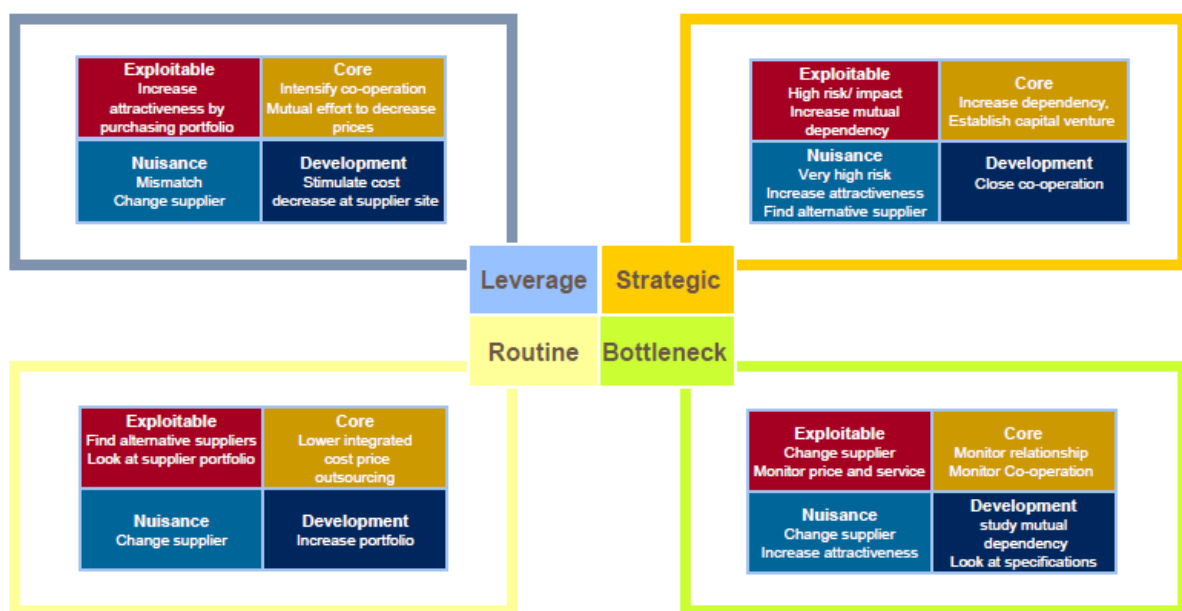 Exploitable
Increase
attractiveness by
purchasing portfolio
Core
Intensify co-operation
Mutual effort to decrease
prices
Nuisance
Mismatch
Change supplier
Development
Stimulate cost
decrease at supplier site
Exploitable
High risk/ impact
Increase mutual
dependency
Core
Increase dependency,
Establish capital venture
Nuisance
Very high risk
Increase attractiveness
Find alternative supplier
Development
Close co-operation
Leverage
Strategic
Routine
Bottleneck
Exploitable
Find alternative suppliers
Look at supplier portfolio
Core
Lower integrated
cost price
outsourcing
Nuisance
Change supplier
Development
Increase portfolio
Exploitable
Change supplier
Monitor price and service
Core
Monitor relationship
Monitor Co-operation
Nuisance
Change supplier
Increase attractiveness
Development
study mutual
dependency
Look at specifications